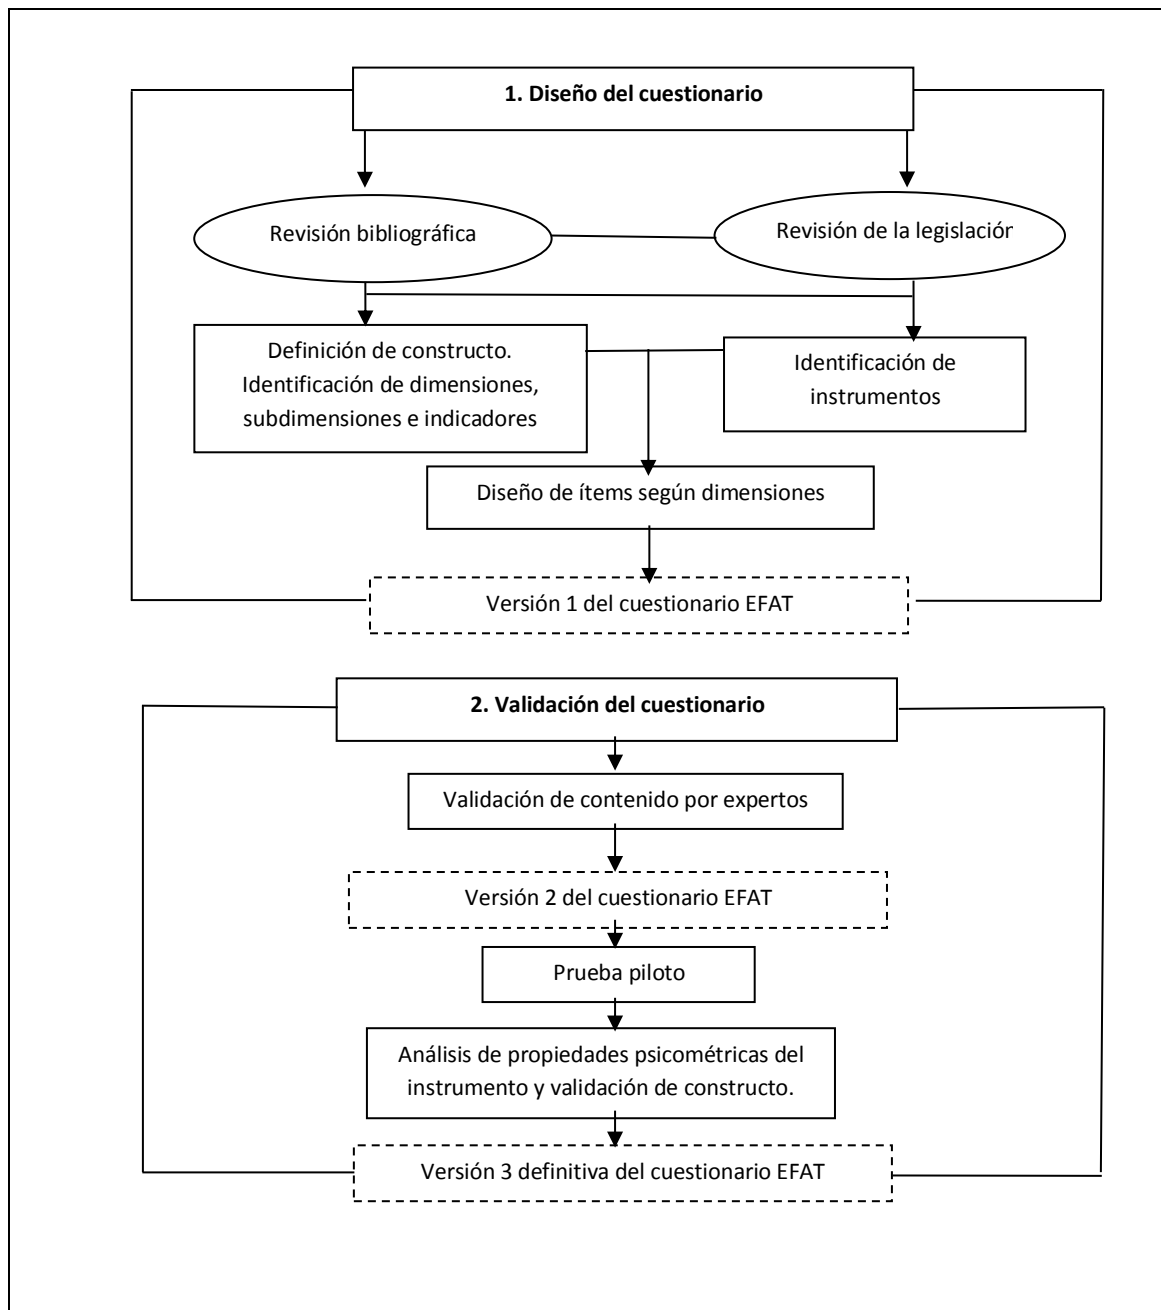 1. Diseño del cuestionario
Revisión bibliográfica
Revisión de la legislación
Definición de constructo.
Identificación de dimensiones,
subdimensiones e indicadores
Identificación de
instrumentos
Diseño de ítems según dimensiones
Versión 1 del cuestionario EFAT
2. Validación del cuestionario
Validación de contenido por expertos
Versión 2 del cuestionario EFAT
Prueba piloto
Análisis de propiedades psicométricas del
instrumento y validación de constructo.
Versión 3 definitiva del cuestionario EFAT